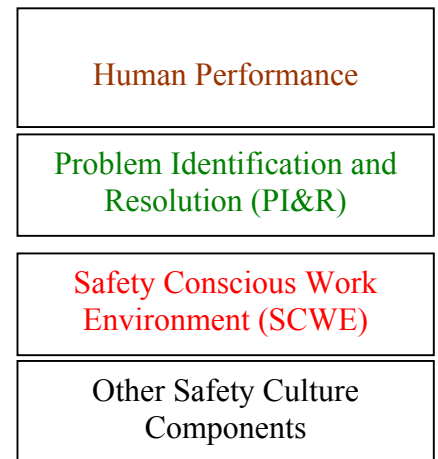 Human Performance
Problem Identification and
Resolution (PI&R)
Safety Conscious Work
Environment (SCWE)
Other Safety Culture
Components